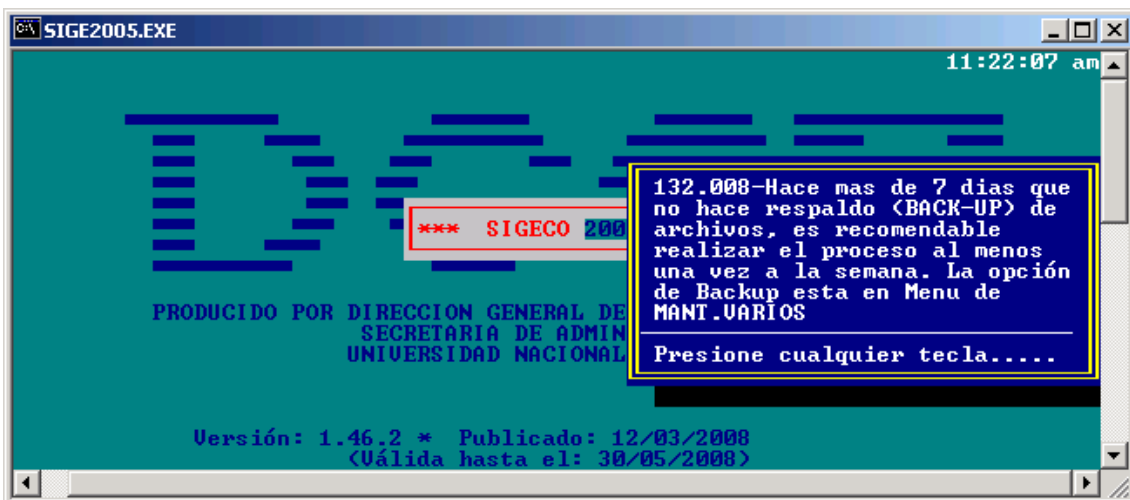 SIGE2005.EXE
11:22:07 am
*** SIGECO 200
132.008-Hace mas de 7 dias que
no hace respaldo (BACK-UP) de
archivos, es recomendable
realizar el proceso al menos
una vez a la semana. La opción
de Backup esta en Menu de
MANT.VARIOS
Presione cualquier tecla.....
PRODUCIDO POR DIRECCION GENERAL DE
SECRETARIA DE ADMIN
UNIVERSIDAD NACIONAL
Versión: 1.46.2 * Publicado: 12/03/2008
(Válida hasta el: 30/05/2008)